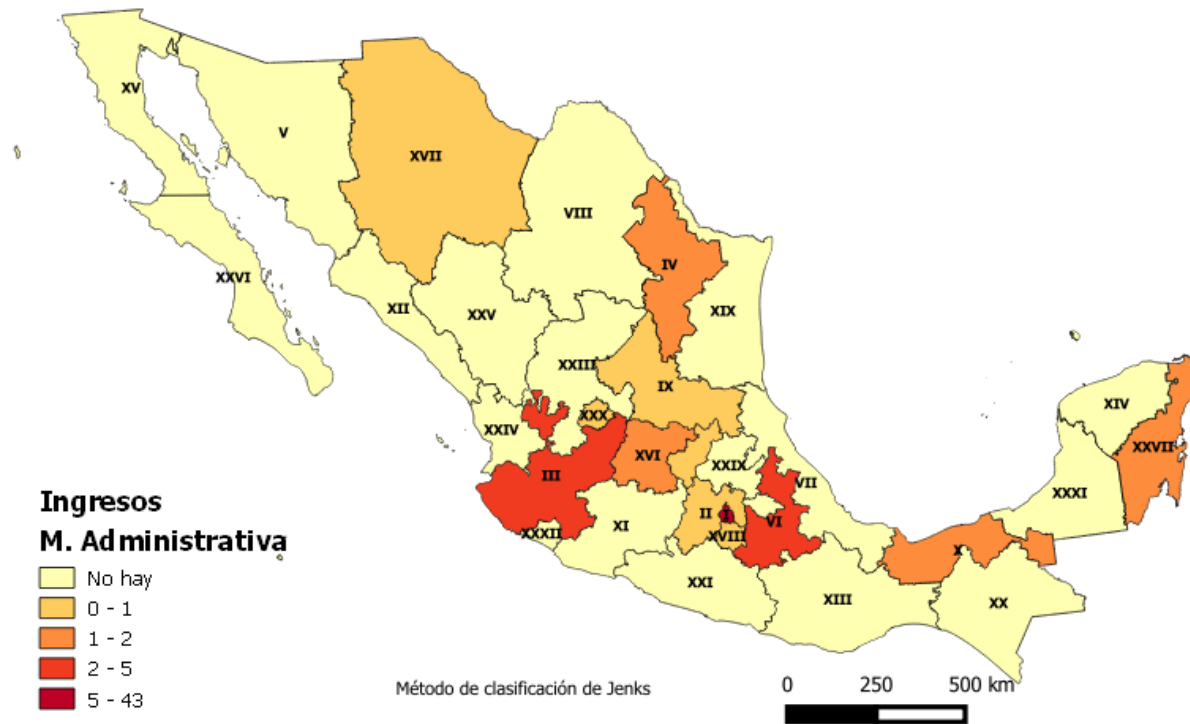 XV
V
XVII
VIII
IV
XXVI
XII
XXV
XIX
XXIII
IX
XXX
XXIV
XVI
XXIX
III
VII
XIV
XXVII
XXXI
II
I
VI
XI
XXXII
XVIII
X
XXI
XIII
XX
Ingresos
M. Administrativa
No hay
0 - 1
1 - 2
2 - 5
5 - 43
Método de clasificación de Jenks
0 250 500 km